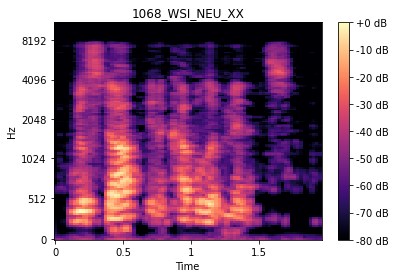 1068_WSI_NEU_XX
8192
4096
2048
1024
512
0
Hz
0
0.5
1
1.5
Time
+0 dB
-10 dB
-20 dB
-30 dB
-40 dB
-50 dB
-60 dB
-70 dB
-80 dB